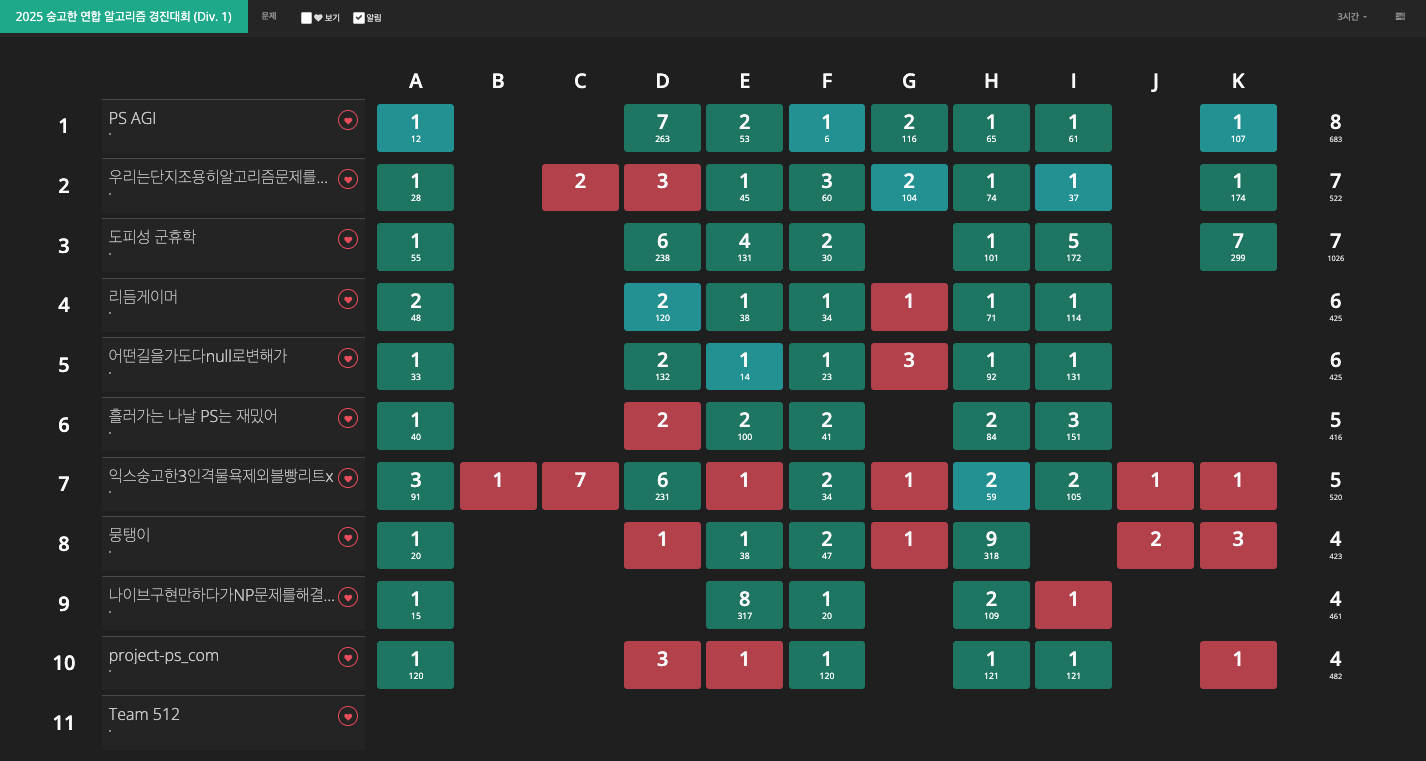 2025 숭고한 연합 알고리즘 경진대회 (Div. 1) 문제 보기 알림 3시간
A B C D E F G H I J K
1 PS AGI 1 7 2 1 2 1 1 1 8
12 263 53 6 116 65 61 107 683
2 우리는단지조용히알고리즘문제를... 1 2 3 1 3 2 1 1 1 7
28 45 60 104 74 37 174 522
3 도피성 군휴학 1 6 4 2 1 5 7 7
55 238 131 30 101 172 299 1026
4 리듬게이머 2 2 1 1 1 1 1 6
48 120 38 34 71 114 425
5 어떤길을가도다null로변해가 1 2 1 1 3 1 1 6
33 132 14 23 92 131 425
6 흘러가는 나날 PS는 재밌어 1 2 2 2 2 3 5
40 100 41 84 151 416
7 익스숭고한3인격물욕제외블빵리트x 3 1 7 6 1 2 1 2 2 1 1 5
91 231 34 59 105 520
8 뭉탱이 1 1 1 2 1 9 2 3 4
20 38 47 318 423
9 나이브구현만하다가NP문제를해결... 1 8 1 2 1 4
15 317 20 109 461
10 project-ps_com 1 3 1 1 1 1 1 4
120 120 121 121 482
11 Team 512